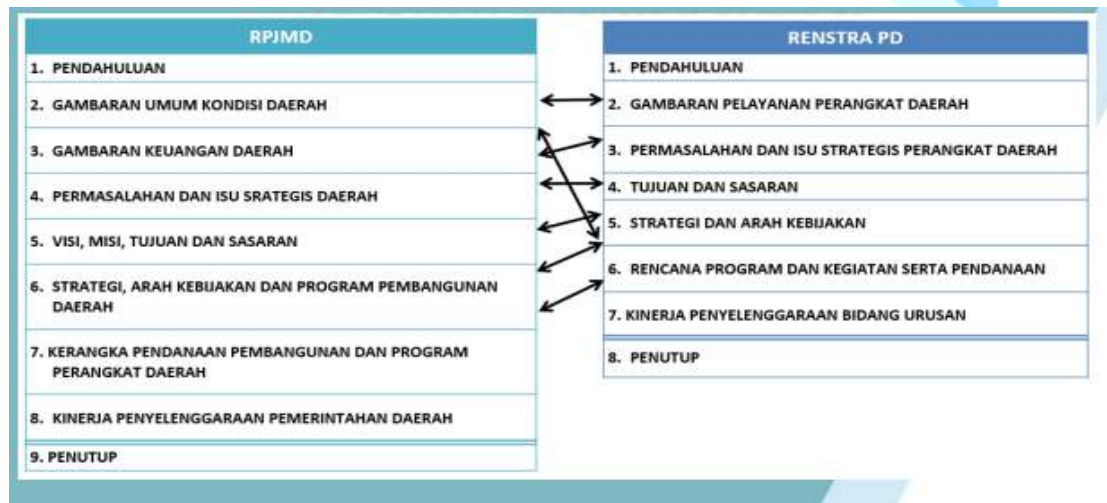 RPJMD
1. PENDAHULUAN
2. GAMBARAN UMUM KONDISI DAERAH
3. GAMBARAN KEUANGAN DAERAH
4. PERMASALAHAN DAN ISU SRATEGIS DAERAH
5. VISI, MISI, TUJUAN DAN SASARAN
6. STRATEGI, ARAH KEBIJAKAN DAN PROGRAM PEMBANGUNAN
DAERAH
7. KERANGKA PENDANAAN PEMBANGUNAN DAN PROGRAM
PERANGKAT DAERAH
8. KINERJA PENYELENGGARAAN PEMERINTAHAN DAERAH
9. PENUTUP
RENSTRA PD
1. PENDAHULUAN
2. GAMBARAN PELAYANAN PERANGKAT DAERAH
3. PERMASALAHAN DAN ISU STRATEGIS PERANGKAT DAERAH
4. TUJUAN DAN SASARAN
5. STRATEGI DAN ARAH KEBIJAKAN
6. RENCANA PROGRAM DAN KEGIATAN SERTA PENDANAAN
7. KINERJA PENYELENGGARAAN BIDANG URUSAN
8. PENUTUP